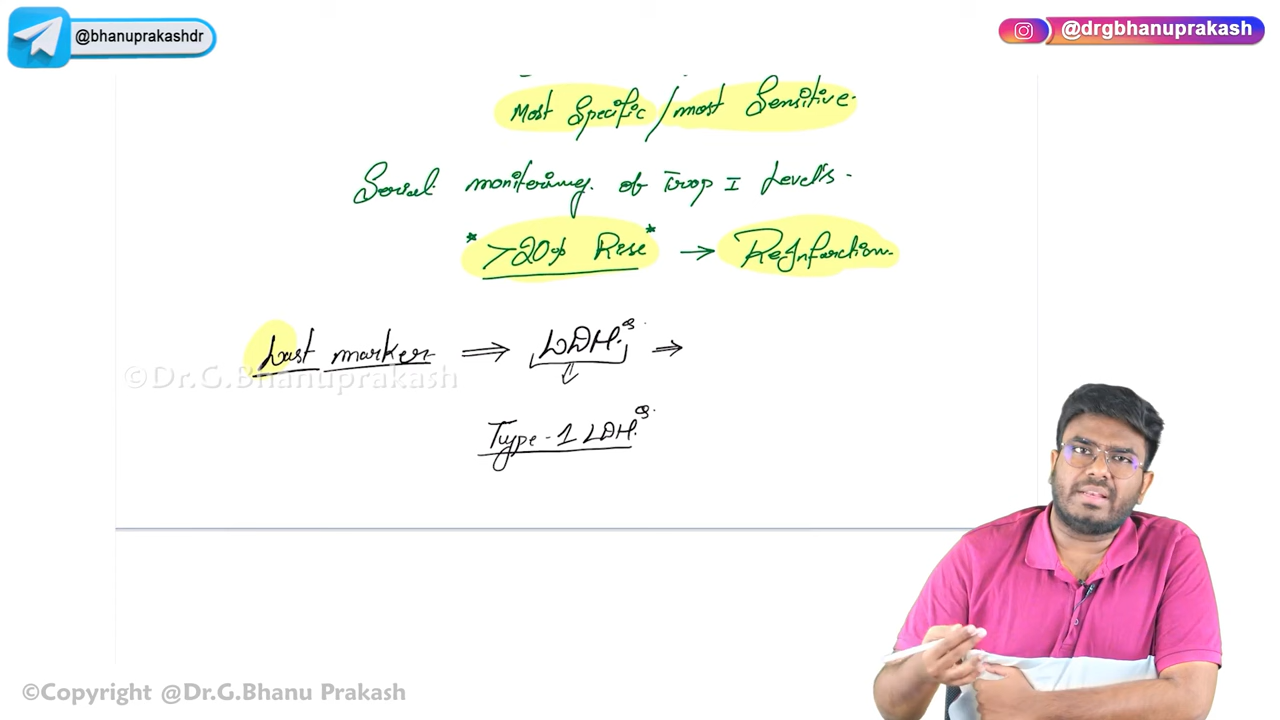 @bhanuprakashdr
@drgbhanuprakash
Most Specific / most Sensitive.
Serial monitering of Trop I Levels.
* >20% Rise * → ReInfarction.
Last marker ⇒ LDH. →
©Dr.G.Bhanuprakash
Type-1 LDH.
©Copyright @Dr.G.Bhanu Prakash